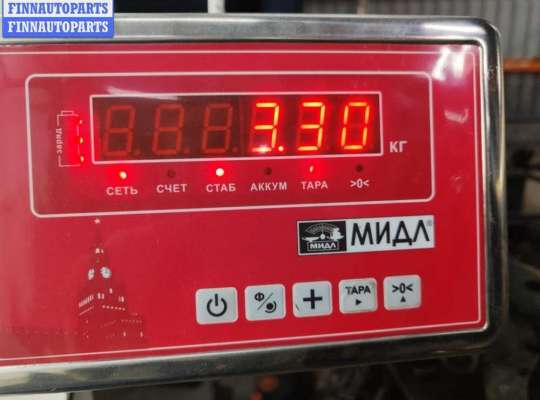 FINNAUTOPARTS
FINNAUTOPARTS
заряд
3.30 КГ
СЕТЬ СЧЕТ СТАБ АККУМ ТАРА >0<
МИДЛ МИДЛ®
Ф + ТАРА >0<